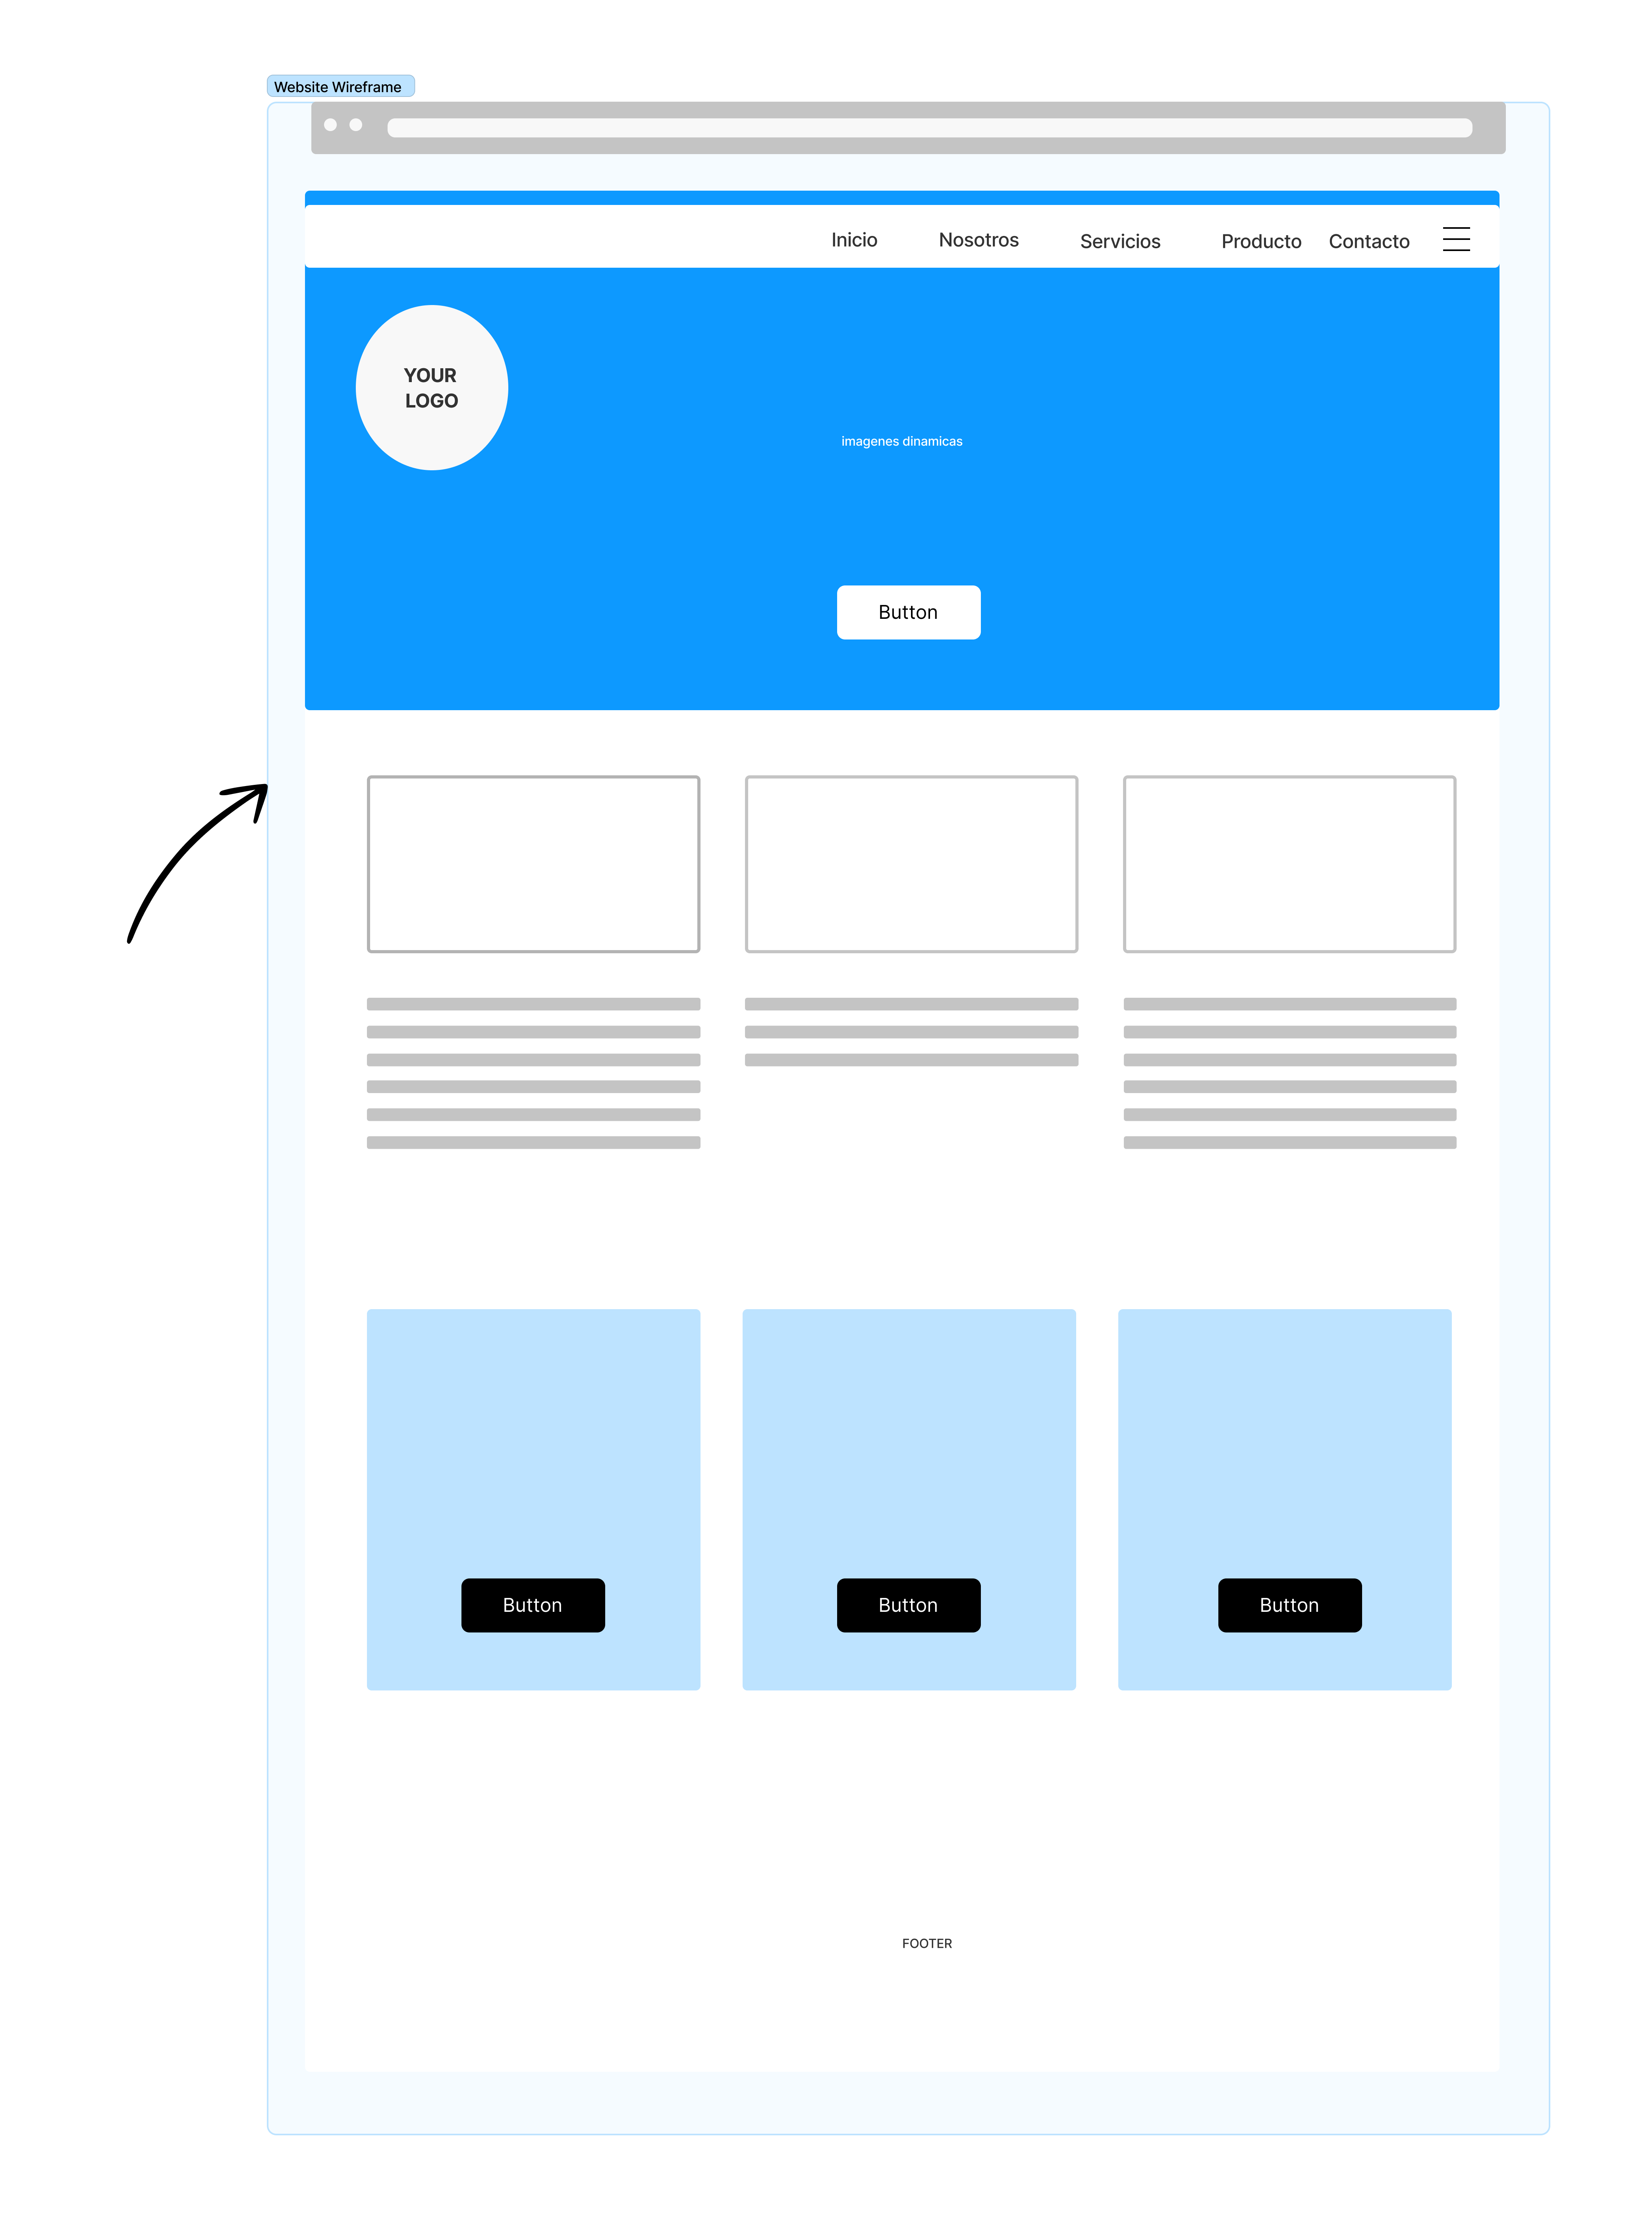 Website Wireframe
Inicio Nosotros Servicios Producto Contacto
YOUR
LOGO
imagenes dinamicas
Button
Button Button Button
FOOTER